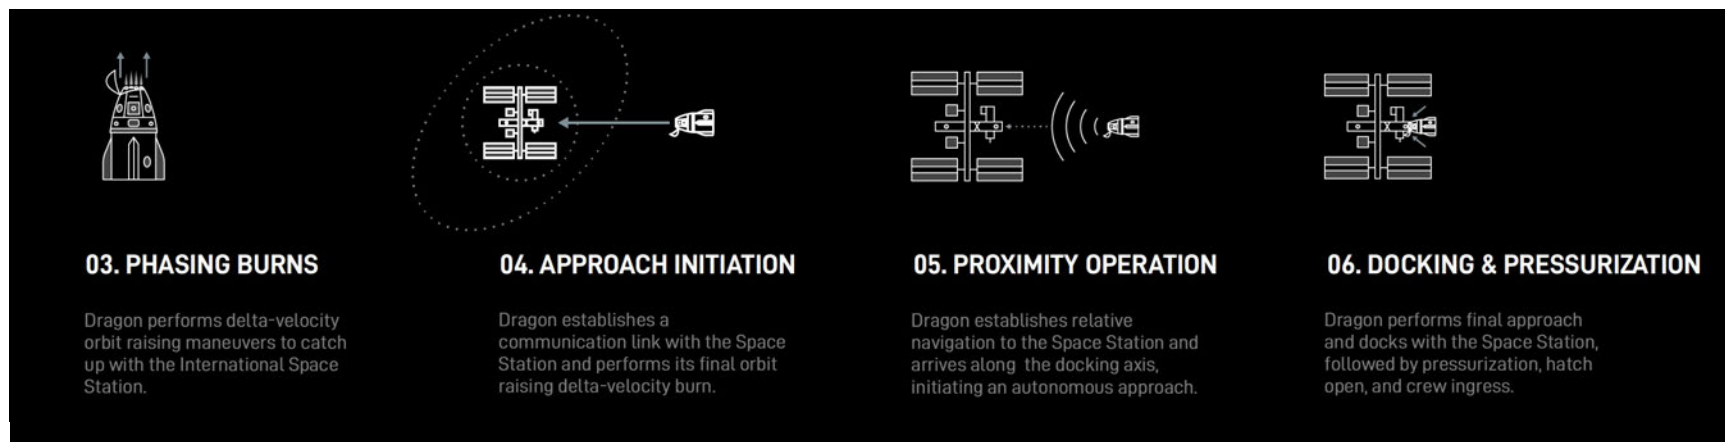 03. PHASING BURNS
Dragon performs delta-velocity
orbit raising maneuvers to catch
up with the International Space
Station.
04. APPROACH INITIATION
Dragon establishes a
communication link with the Space
Station and performs its final orbit
raising delta-velocity burn.
05. PROXIMITY OPERATION
Dragon establishes relative
navigation to the Space Station and
arrives along the docking axis,
initiating an autonomous approach.
06. DOCKING & PRESSURIZATION
Dragon performs final approach
and docks with the Space Station,
followed by pressurization, hatch
open, and crew ingress.